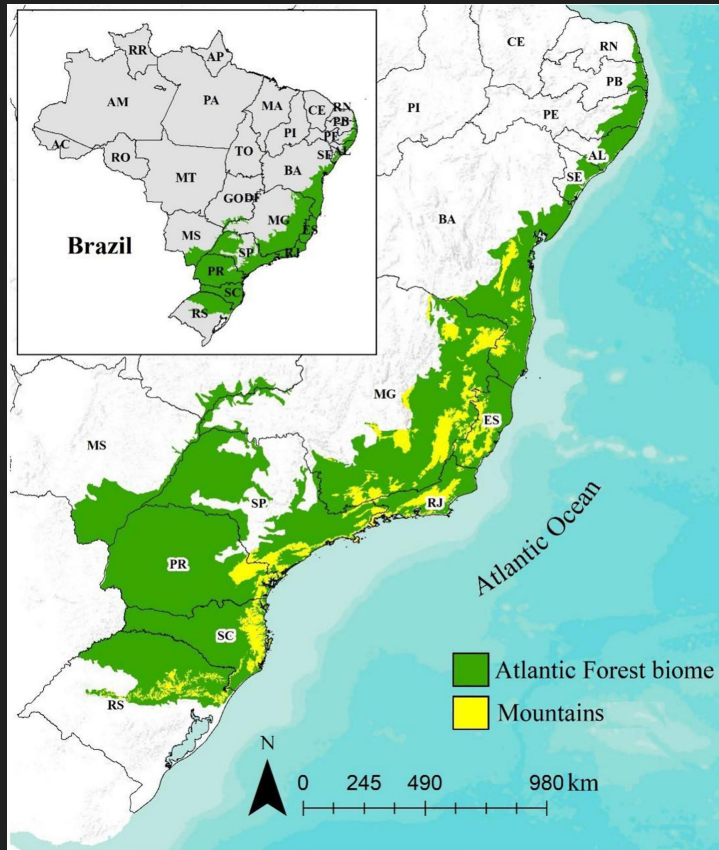 RR
AP
AM
PA
MA
CE
RN
PB
PI
PE
AL
AC
RO
TO
SE
BA
MT
GO
DF
MG
ES
MS
SP
RJ
PR
SC
RS
Brazil
CE
RN
PB
PI
PE
AL
SE
BA
MG
ES
MS
SP
RJ
PR
SC
RS
Atlantic Ocean
Atlantic Forest biome
Mountains
N
0 245 490 980 km